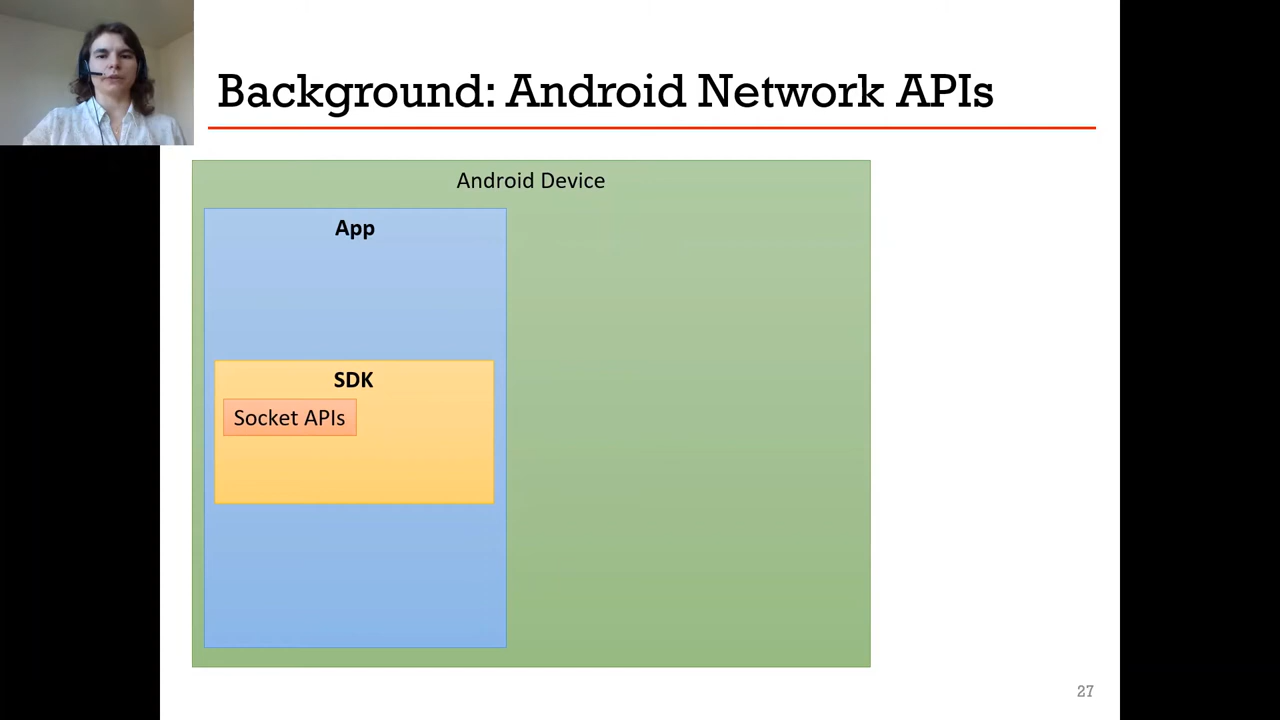 Background: Android Network APIs
Android Device
App
SDK
Socket APIs
27